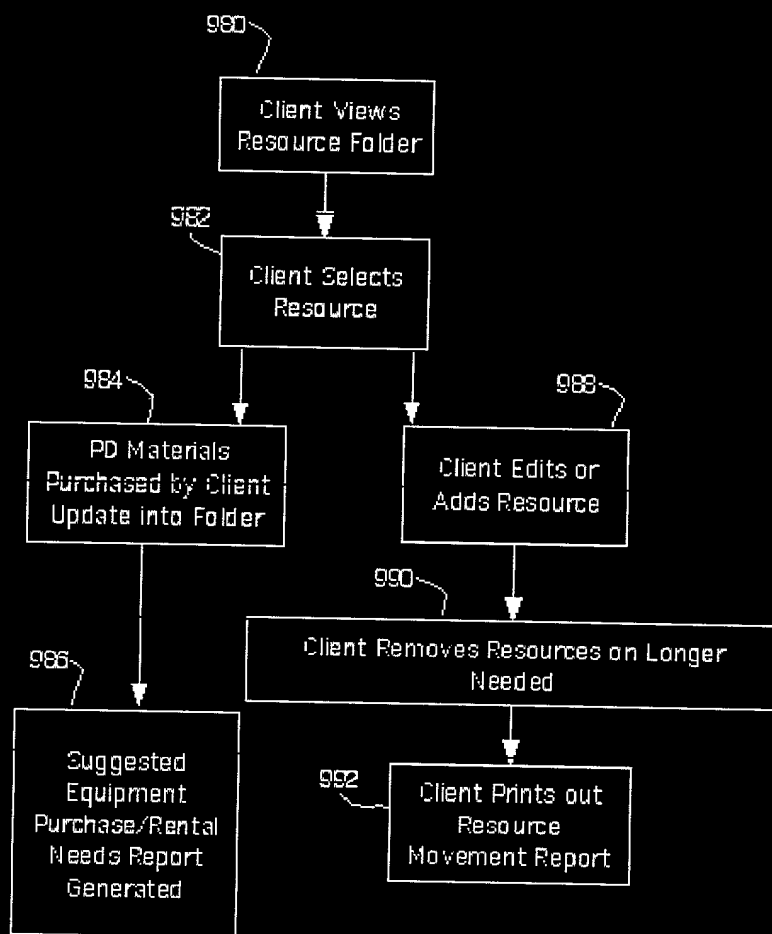 980
Client Views
Resource Folder
982
Client Selects
Resource
984
PD Materials
Purchased by Client
Update into Folder
988
Client Edits or
Adds Resource
990
Client Removes Resources on Longer
Needed
986
Suggested
Equipment
Purchase/Rental
Needs Report
Generated
992
Client Prints out
Resource
Movement Report